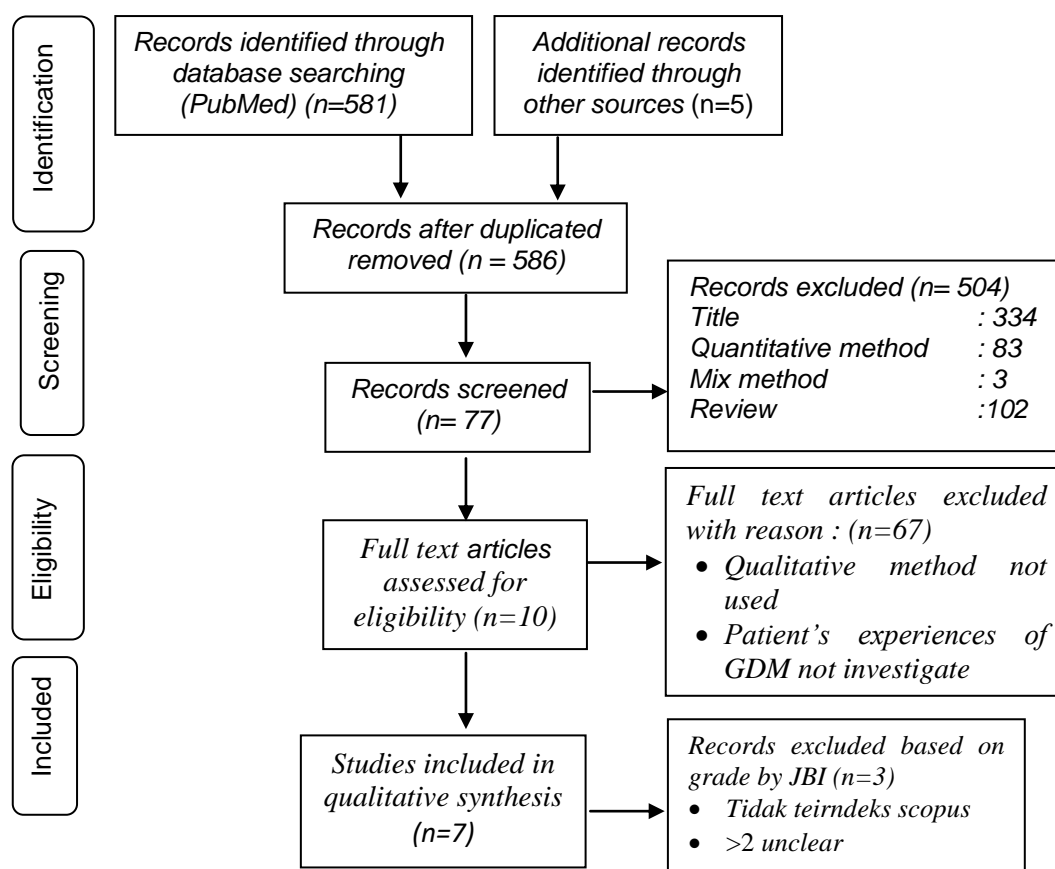 Identification
Records identified through
database searching
(PubMed) (n=581)
Additional records
identified through
other sources (n=5)
Records after duplicated
removed (n = 586)
Screening
Records screened
(n= 77)
Records excluded (n= 504)
Title : 334
Quantitative method : 83
Mix method : 3
Review :102
Eligibility
Full text articles
assessed for
eligibility (n=10)
Full text articles excluded
with reason : (n=67)
• Qualitative method not
used
• Patient’s experiences of
GDM not investigate
Included
Studies included in
qualitative synthesis
(n=7)
Records excluded based on
grade by JBI (n=3)
• Tidak teirndeks scopus
• >2 unclear